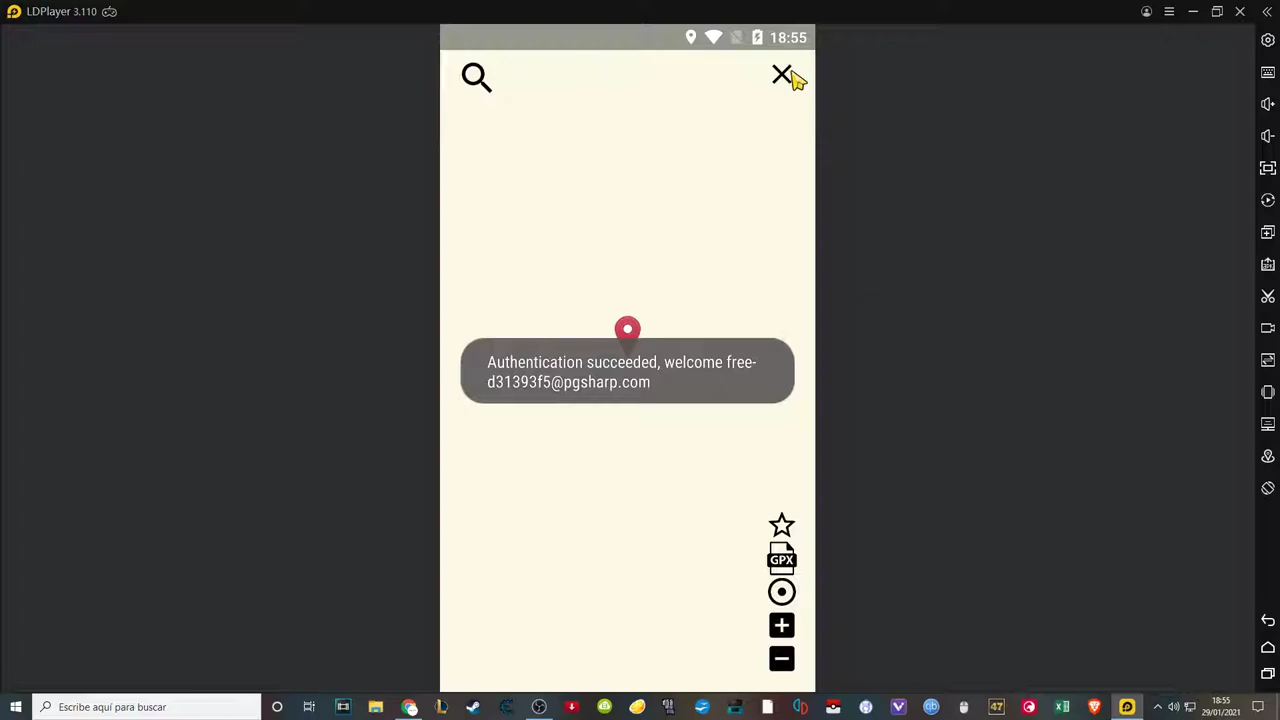 LDPlayer 3.110
18:55
Authentication succeeded, welcome free-
d31393f5@pgsharp.com
GPX
Escribe aquí para buscar
47
18:55
29/01/2021